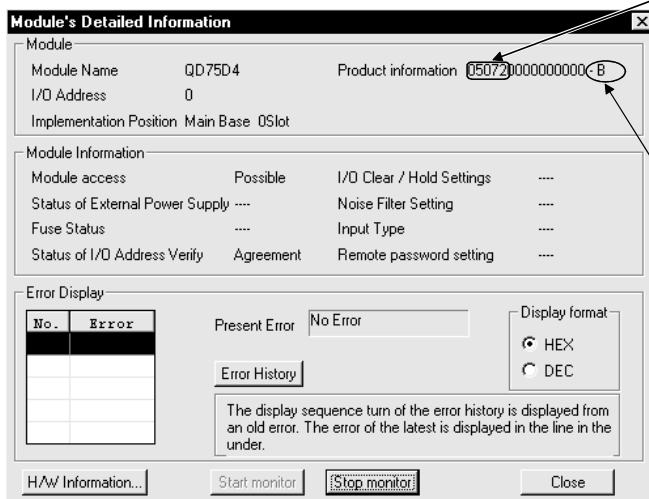 Module's Detailed Information
Module
Module Name QD75D4 Product information 050720000000000 - B
I/O Address 0
Implementation Position Main Base 0Slot
Module Information
Module access Possible I/O Clear / Hold Settings ----
Status of External Power Supply ---- Noise Filter Setting ----
Fuse Status ---- Input Type ----
Status of I/O Address Verify Agreement Remote password setting ----
Error Display
No. Error Present Error No Error Display format
HEX
DEC
Error History
The display sequence turn of the error history is displayed from
an old error. The error of the latest is displayed in the line in the
under.
H/W Information... Start monitor Stop monitor Close